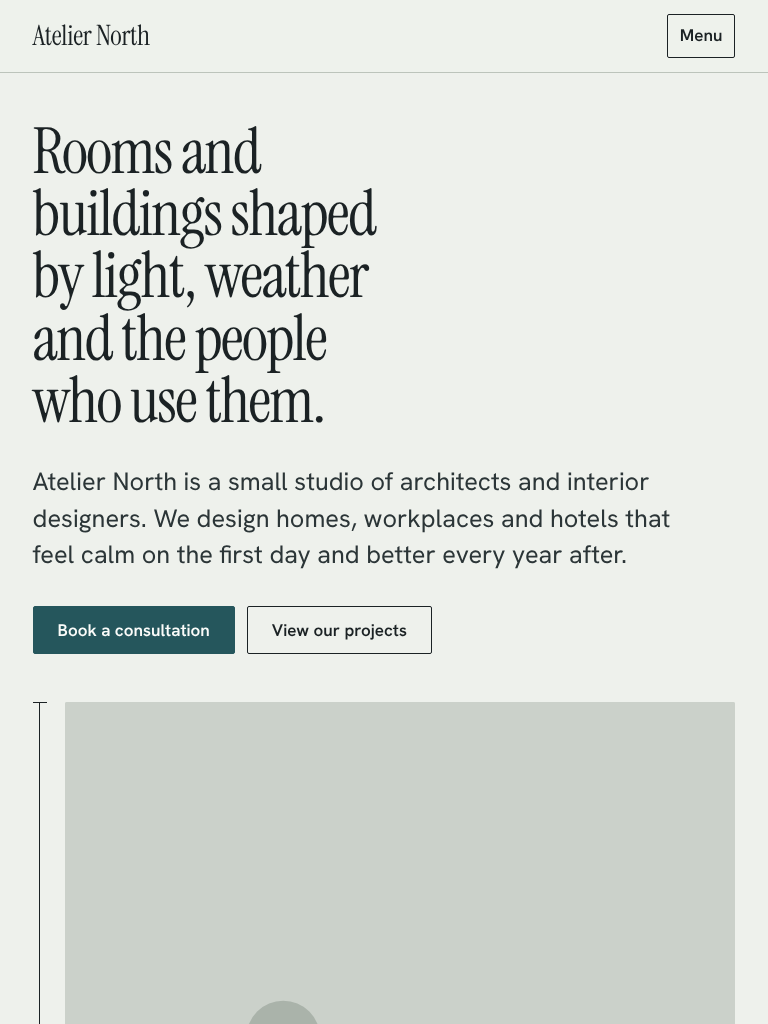 Atelier North
Menu
Rooms and
buildings shaped
by light, weather
and the people
who use them.
Atelier North is a small studio of architects and interior
designers. We design homes, workplaces and hotels that
feel calm on the first day and better every year after.
Book a consultation
View our projects